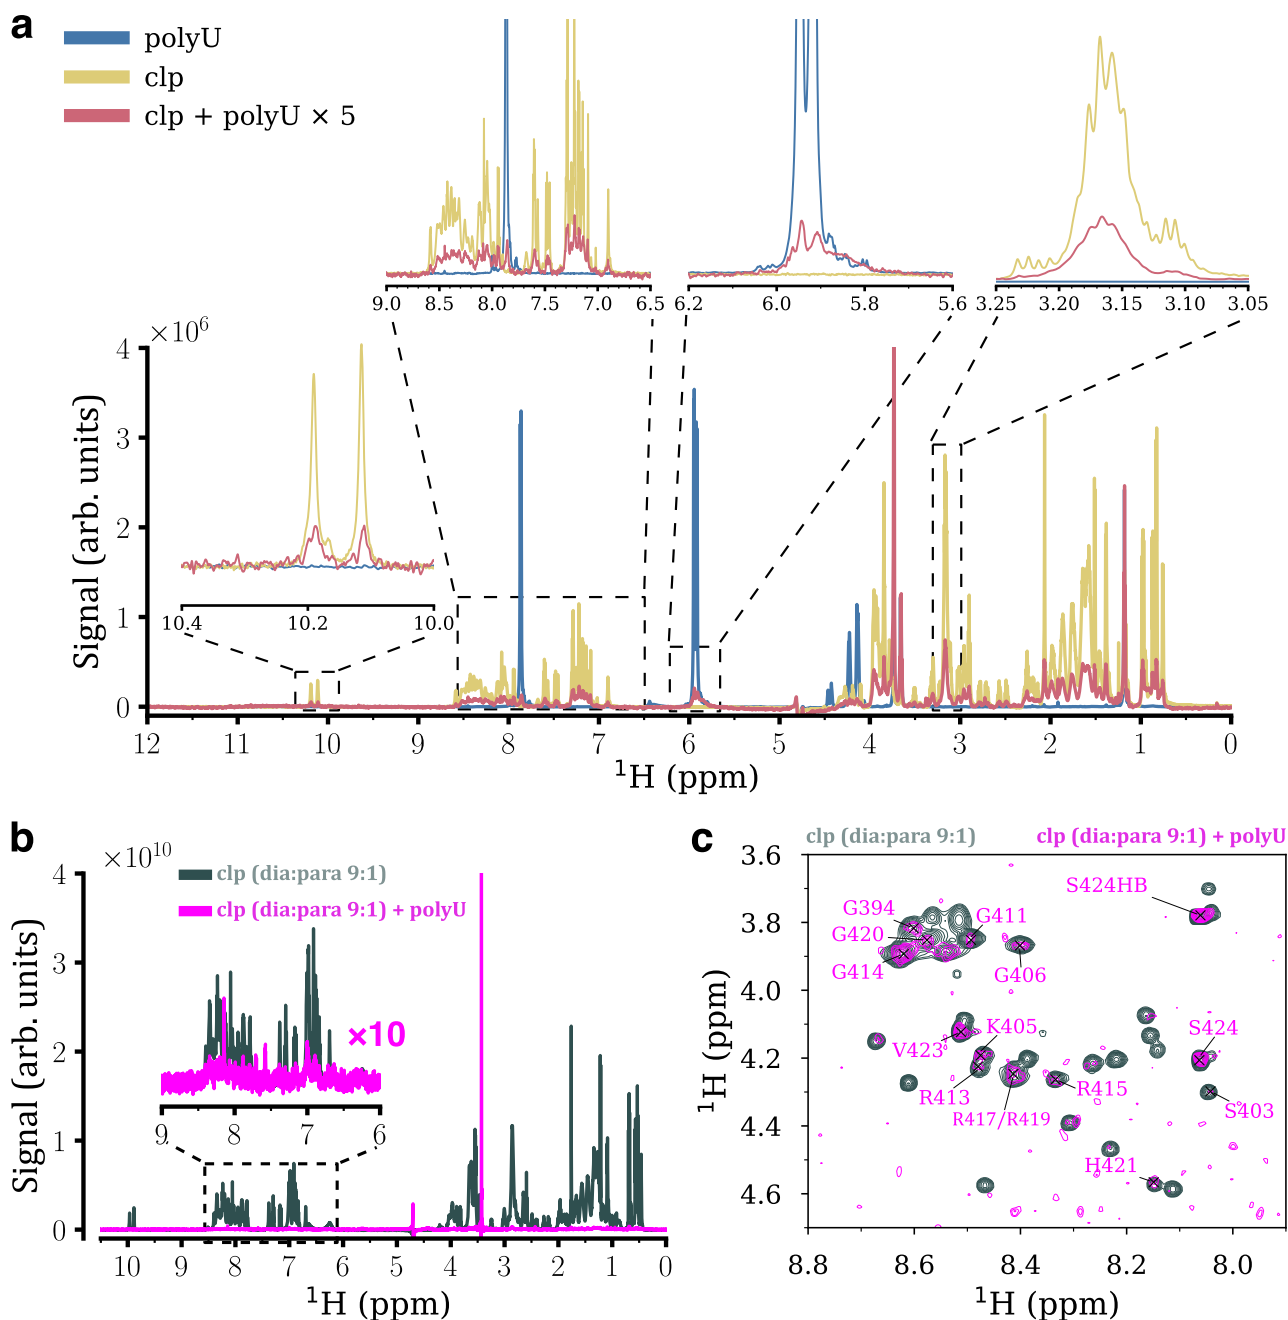 a
polyU
clp
clp + polyU × 5
9.0 8.5 8.0 7.5 7.0 6.5
6.2 6.0 5.8 5.6
3.25 3.20 3.15 3.10 3.05
×10⁶
4
3
2
1
0
Signal (arb. units)
10.4 10.2 10.0
12 11 10 9 8 7 6 5 4 3 2 1 0
¹H (ppm)
b
×10¹⁰
clp (dia:para 9:1)
clp (dia:para 9:1) + polyU
4
3
2
1
0
Signal (arb. units)
×10
9 8 7 6
10 9 8 7 6 5 4 3 2 1 0
¹H (ppm)
c
clp (dia:para 9:1)
clp (dia:para 9:1) + polyU
3.6
3.8
4.0
4.2
4.4
4.6
¹H (ppm)
S424HB
G394
G411
G420
G414
G406
K405
S424
V423
R413
R415
R417/R419
S403
H421
8.8 8.6 8.4 8.2 8.0
¹H (ppm)